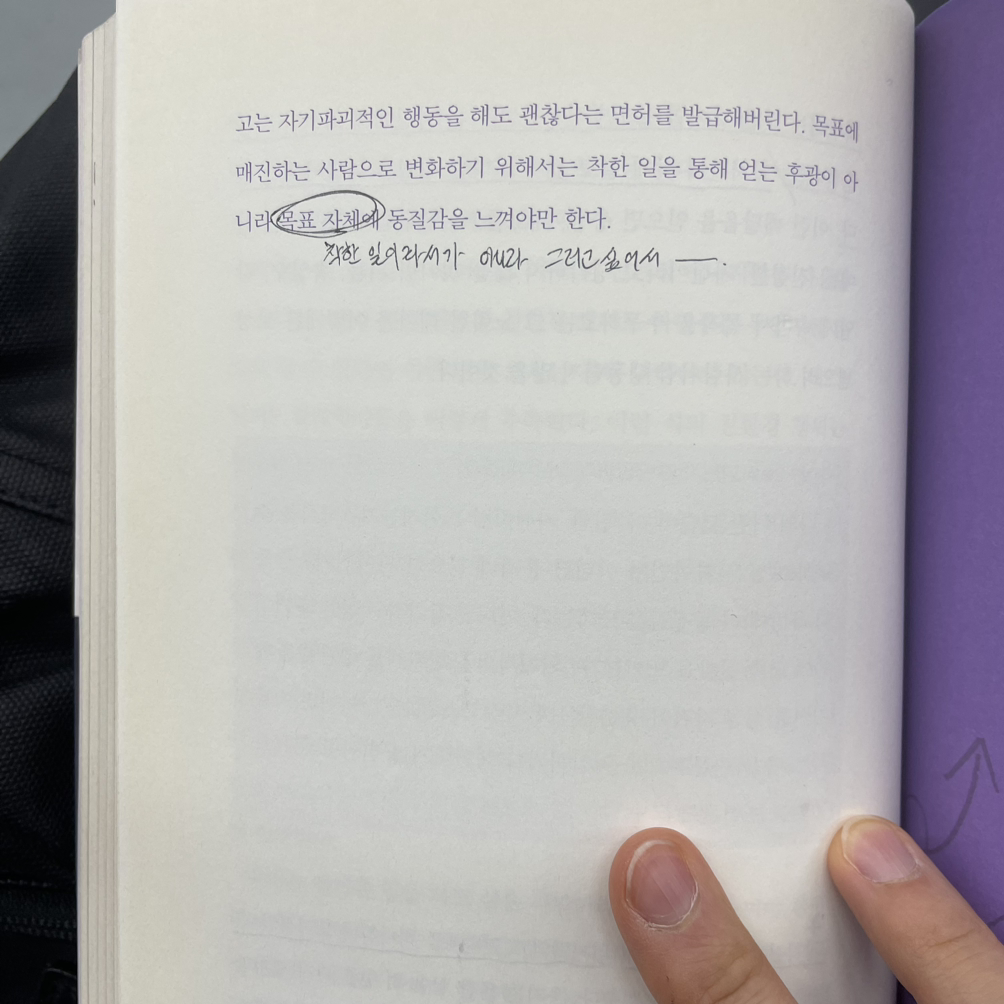 고는 자기파괴적인 행동을 해도 괜찮다는 면허를 발급해버린다. 목표에
매진하는 사람으로 변화하기 위해서는 착한 일을 통해 얻는 후광이 아
니라 목표 자체에 동질감을 느껴야만 한다.
착한 일이라서가 아니라 그러고 싶어서 ―.